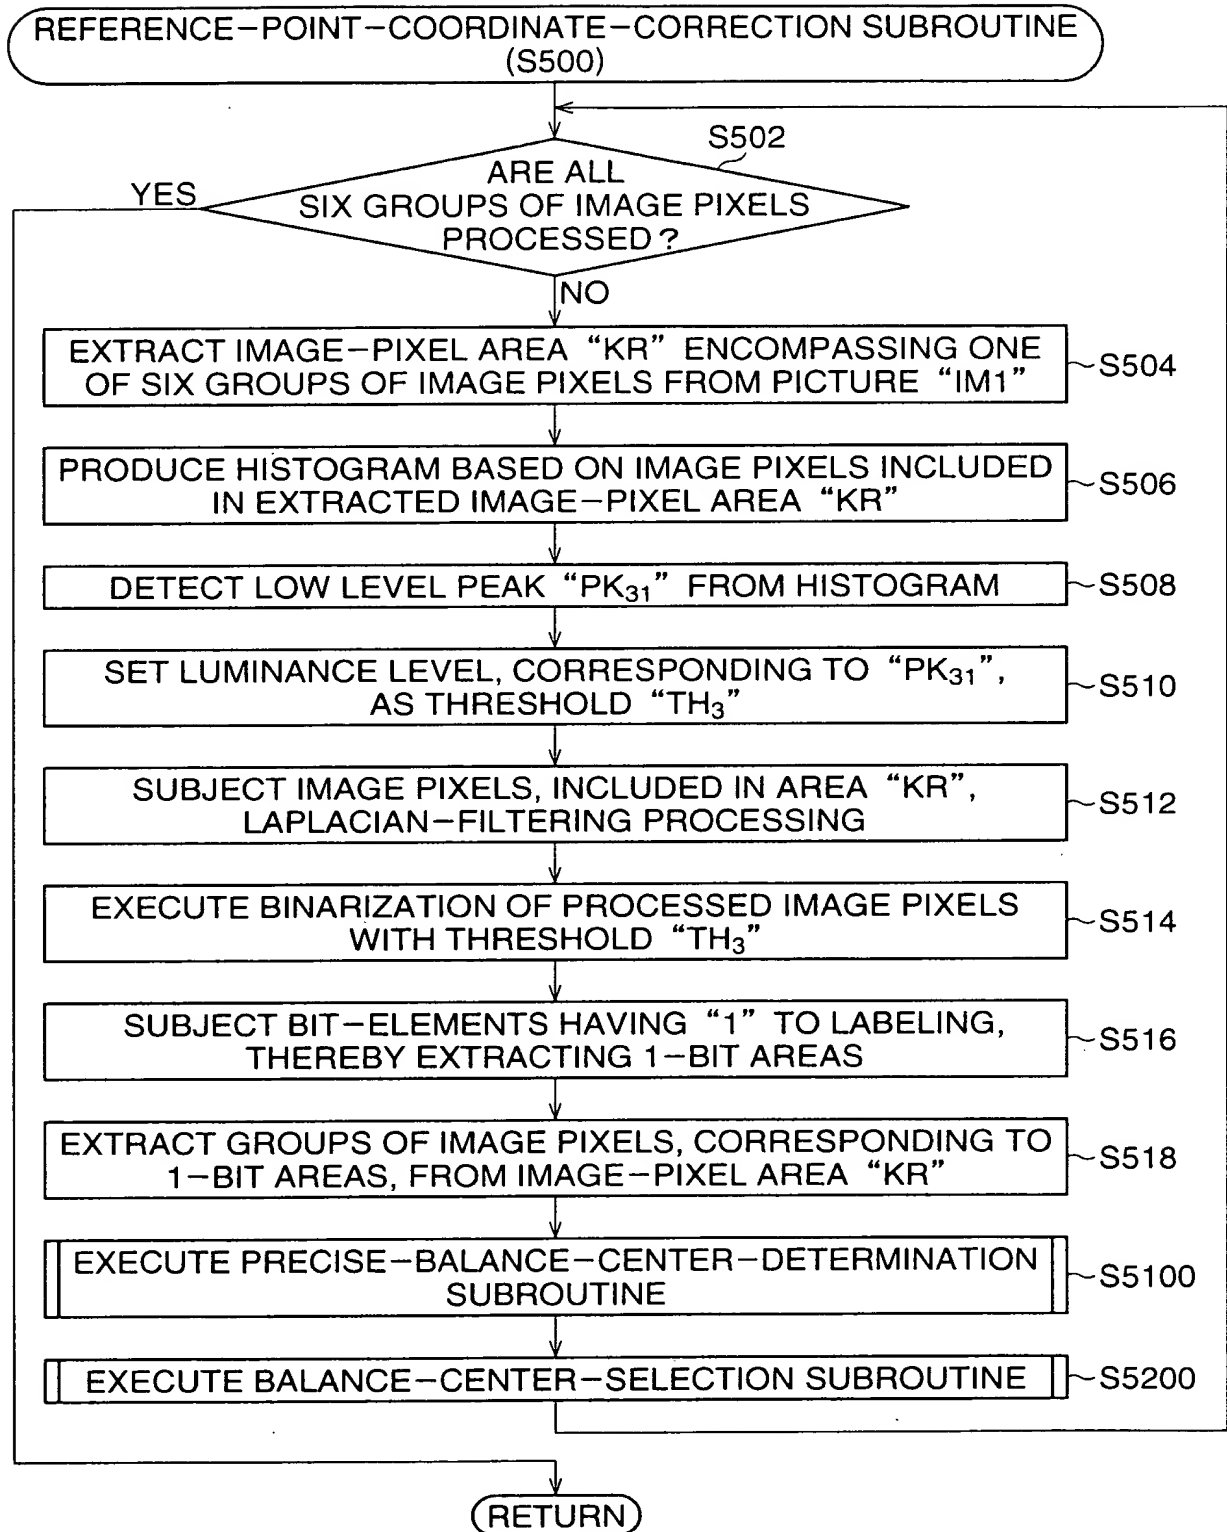 REFERENCE-POINT-COORDINATE-CORRECTION SUBROUTINE
(S500)
S502
ARE ALL
SIX GROUPS OF IMAGE PIXELS
PROCESSED?
YES
NO
EXTRACT IMAGE-PIXEL AREA “KR” ENCOMPASSING ONE
OF SIX GROUPS OF IMAGE PIXELS FROM PICTURE “IM1”
S504
PRODUCE HISTOGRAM BASED ON IMAGE PIXELS INCLUDED
IN EXTRACTED IMAGE-PIXEL AREA “KR”
S506
DETECT LOW LEVEL PEAK “PK31” FROM HISTOGRAM
S508
SET LUMINANCE LEVEL, CORRESPONDING TO “PK31”,
AS THRESHOLD “TH3”
S510
SUBJECT IMAGE PIXELS, INCLUDED IN AREA “KR”,
LAPLACIAN-FILTERING PROCESSING
S512
EXECUTE BINARIZATION OF PROCESSED IMAGE PIXELS
WITH THRESHOLD “TH3”
S514
SUBJECT BIT-ELEMENTS HAVING “1” TO LABELING,
THEREBY EXTRACTING 1-BIT AREAS
S516
EXTRACT GROUPS OF IMAGE PIXELS, CORRESPONDING TO
1-BIT AREAS, FROM IMAGE-PIXEL AREA “KR”
S518
EXECUTE PRECISE-BALANCE-CENTER-DETERMINATION
SUBROUTINE
S5100
EXECUTE BALANCE-CENTER-SELECTION SUBROUTINE
S5200
RETURN